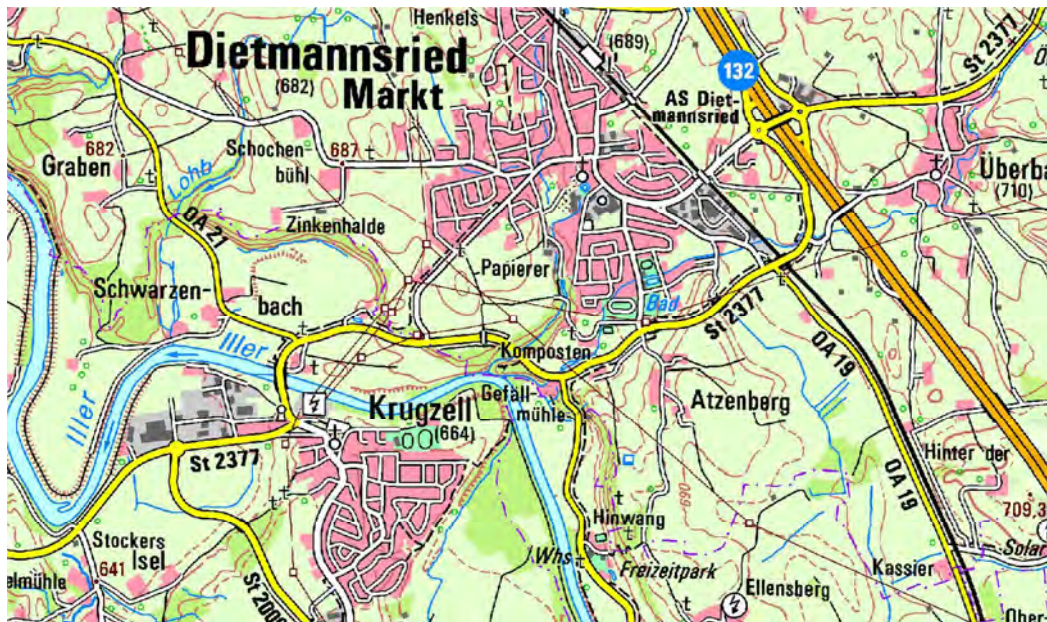 Henkels
(689)
Dietmannsried
(682)
Markt
132
St 2377
AS Diet-
mannsried
682
Graben
Schochen-
bühl
687
Überba
(710)
Lohb
Zinkenhalde
OA 21
Papierer
Schwarzen-
bach
Bad
St 2377
Iller
Iller
Komposten
OA 19
Gefäll-
mühle
Krugzell
(664)
Atzenberg
St 2377
Hinter der
OA 19
690
709,3
Stockers
Isel
Hinwang
Solar
elmühle
641
Whs
Freizeitpark
Kassier
St 2009
Ellensberg
Ober-